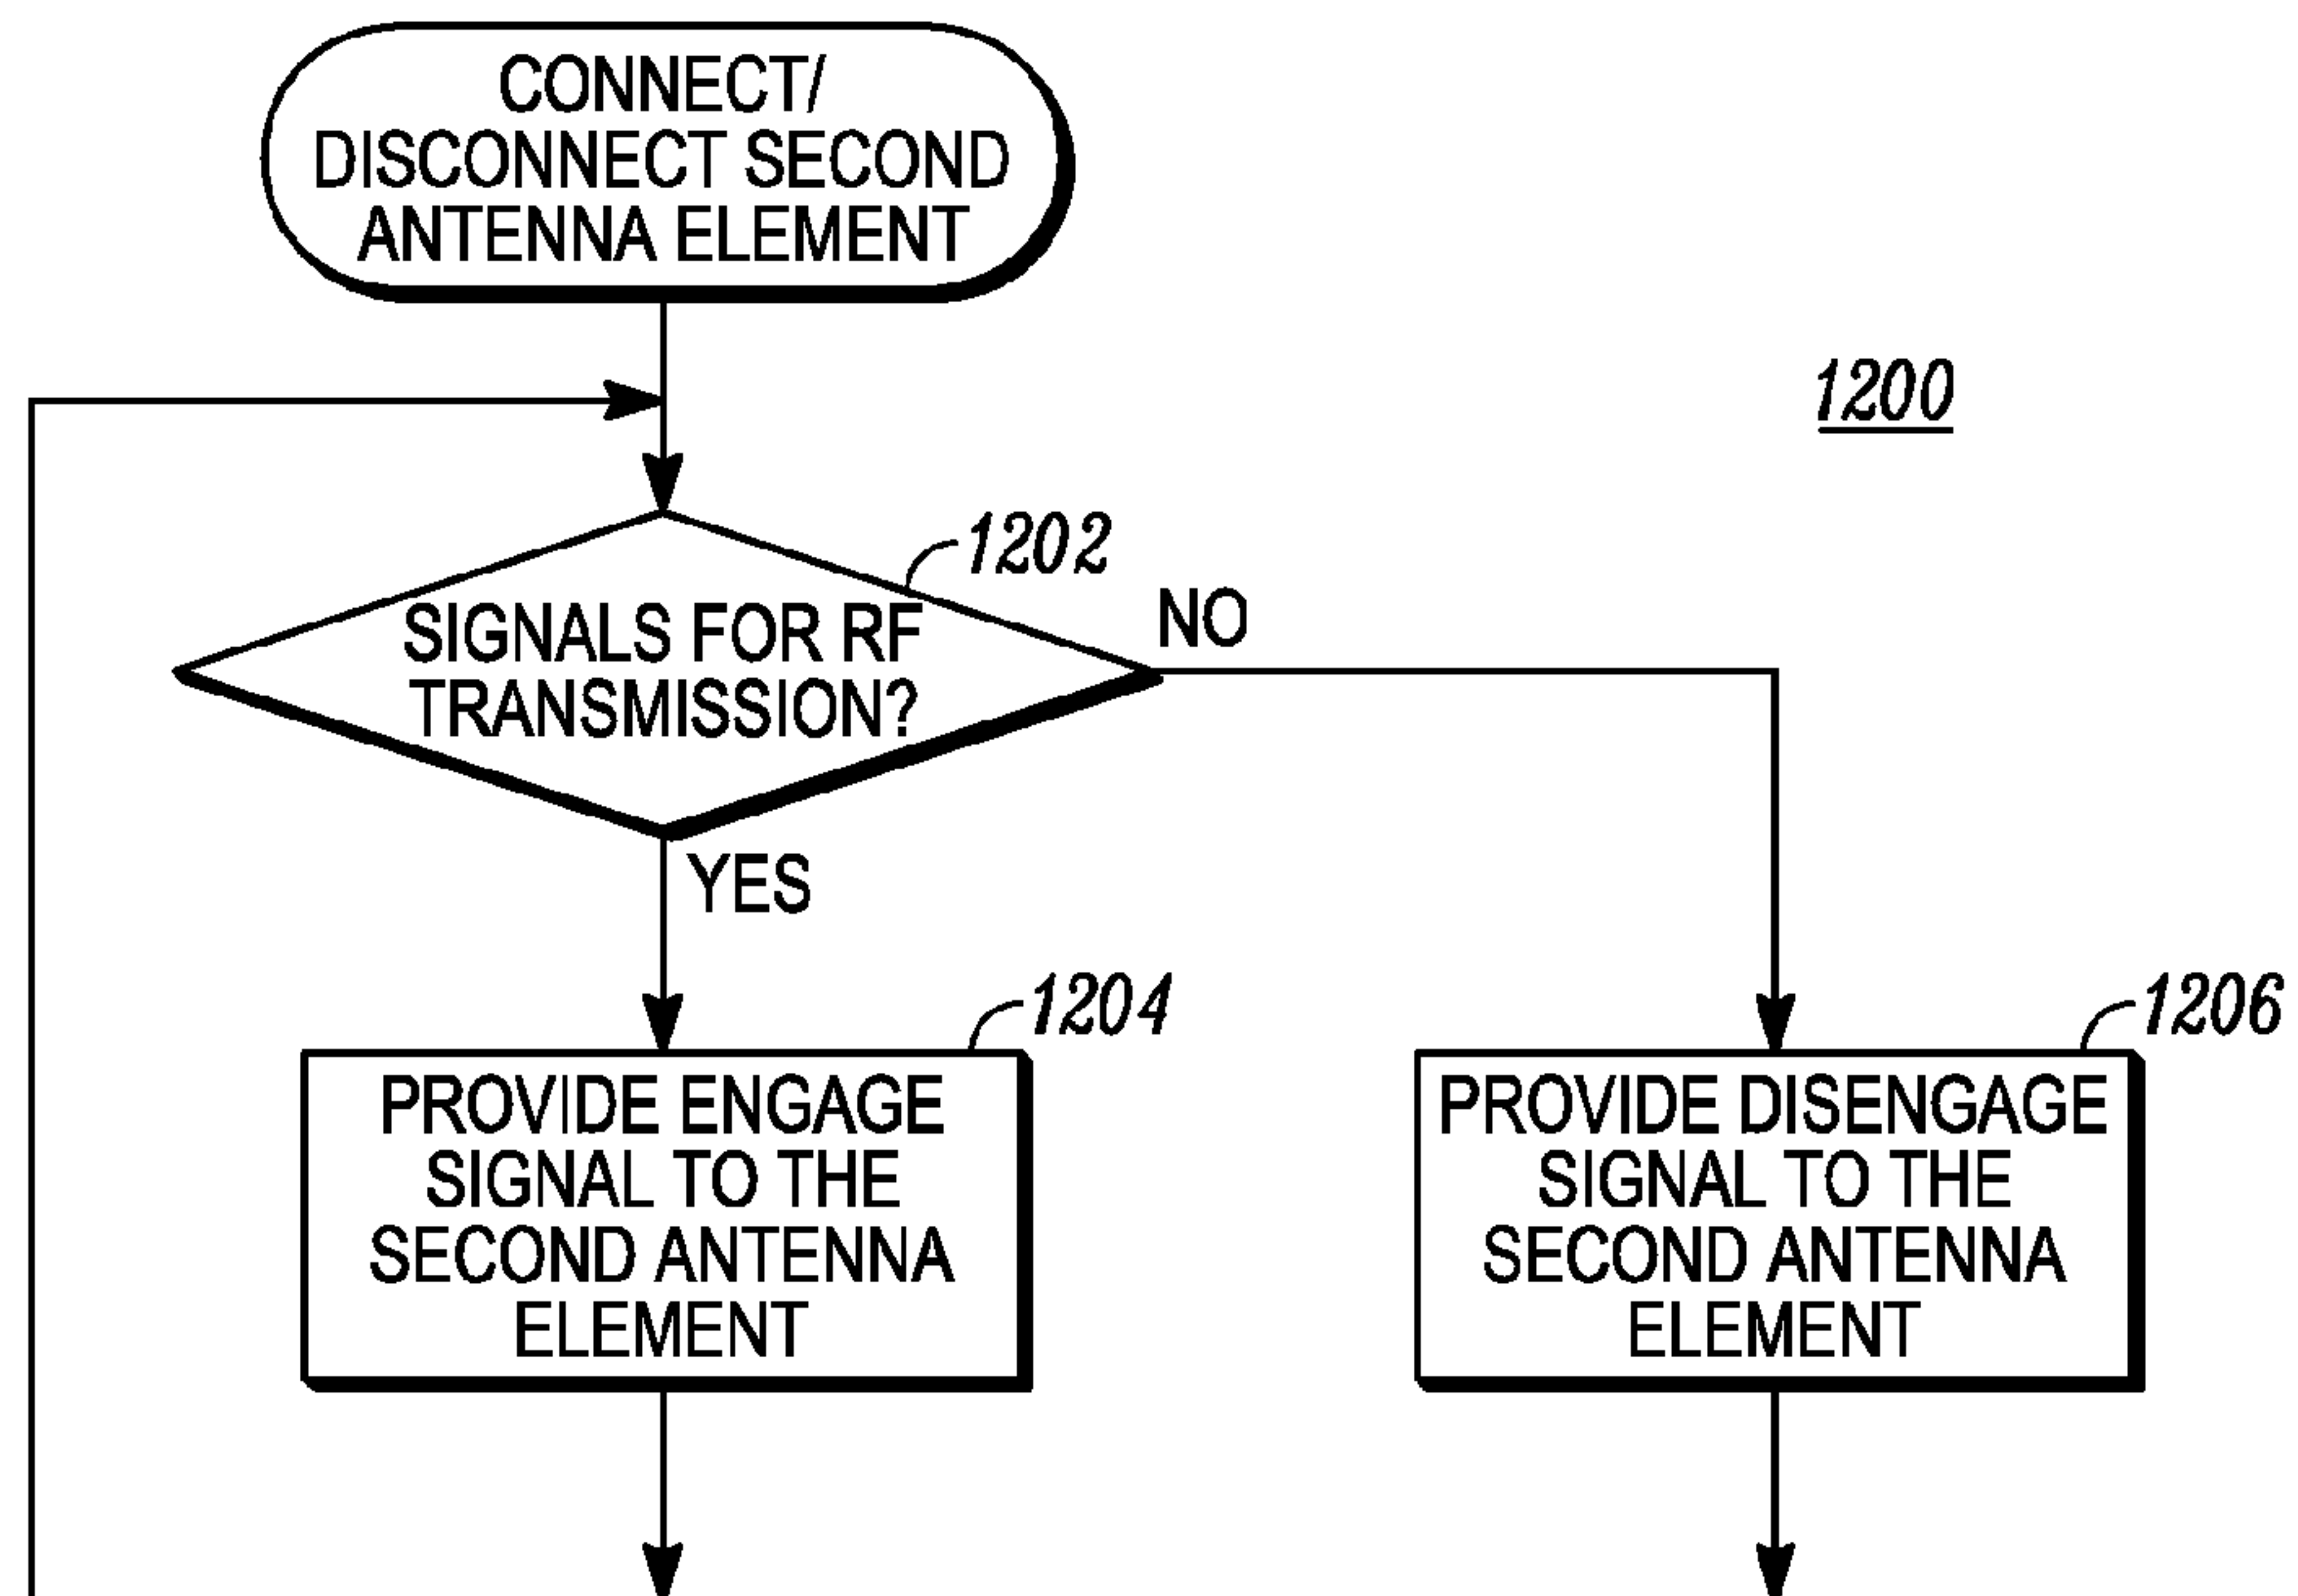 CONNECT/
DISCONNECT SECOND
ANTENNA ELEMENT
1200
1202
SIGNALS FOR RF
TRANSMISSION?
NO
YES
1204
PROVIDE ENGAGE
SIGNAL TO THE
SECOND ANTENNA
ELEMENT
1206
PROVIDE DISENGAGE
SIGNAL TO THE
SECOND ANTENNA
ELEMENT